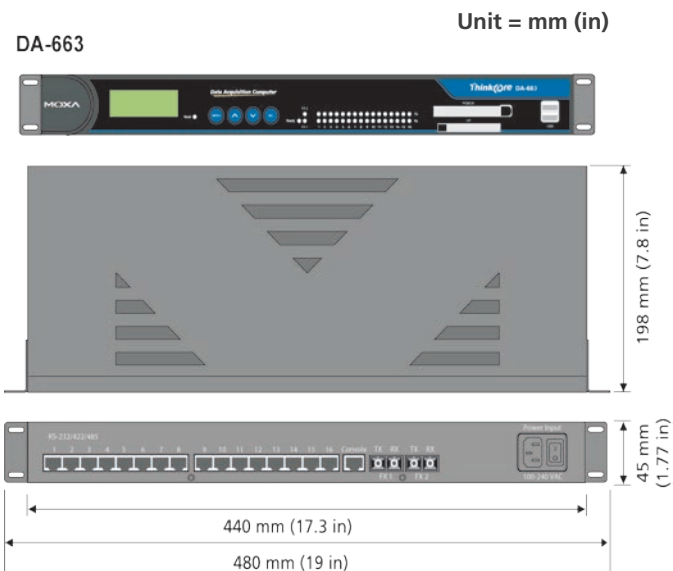 Unit = mm (in)
DA-663
MOXA
Data Acquisition Computer
ThinkCore DA-663
198 mm (7.8 in)
RS-232/422/485
1 2 3 4 5 6 7 8 9 10 11 12 13 14 15 16 Console TX RX TX RX
FX 1 FX 2
Power Input
100-240 VAC
45 mm
(1.77 in)
440 mm (17.3 in)
480 mm (19 in)